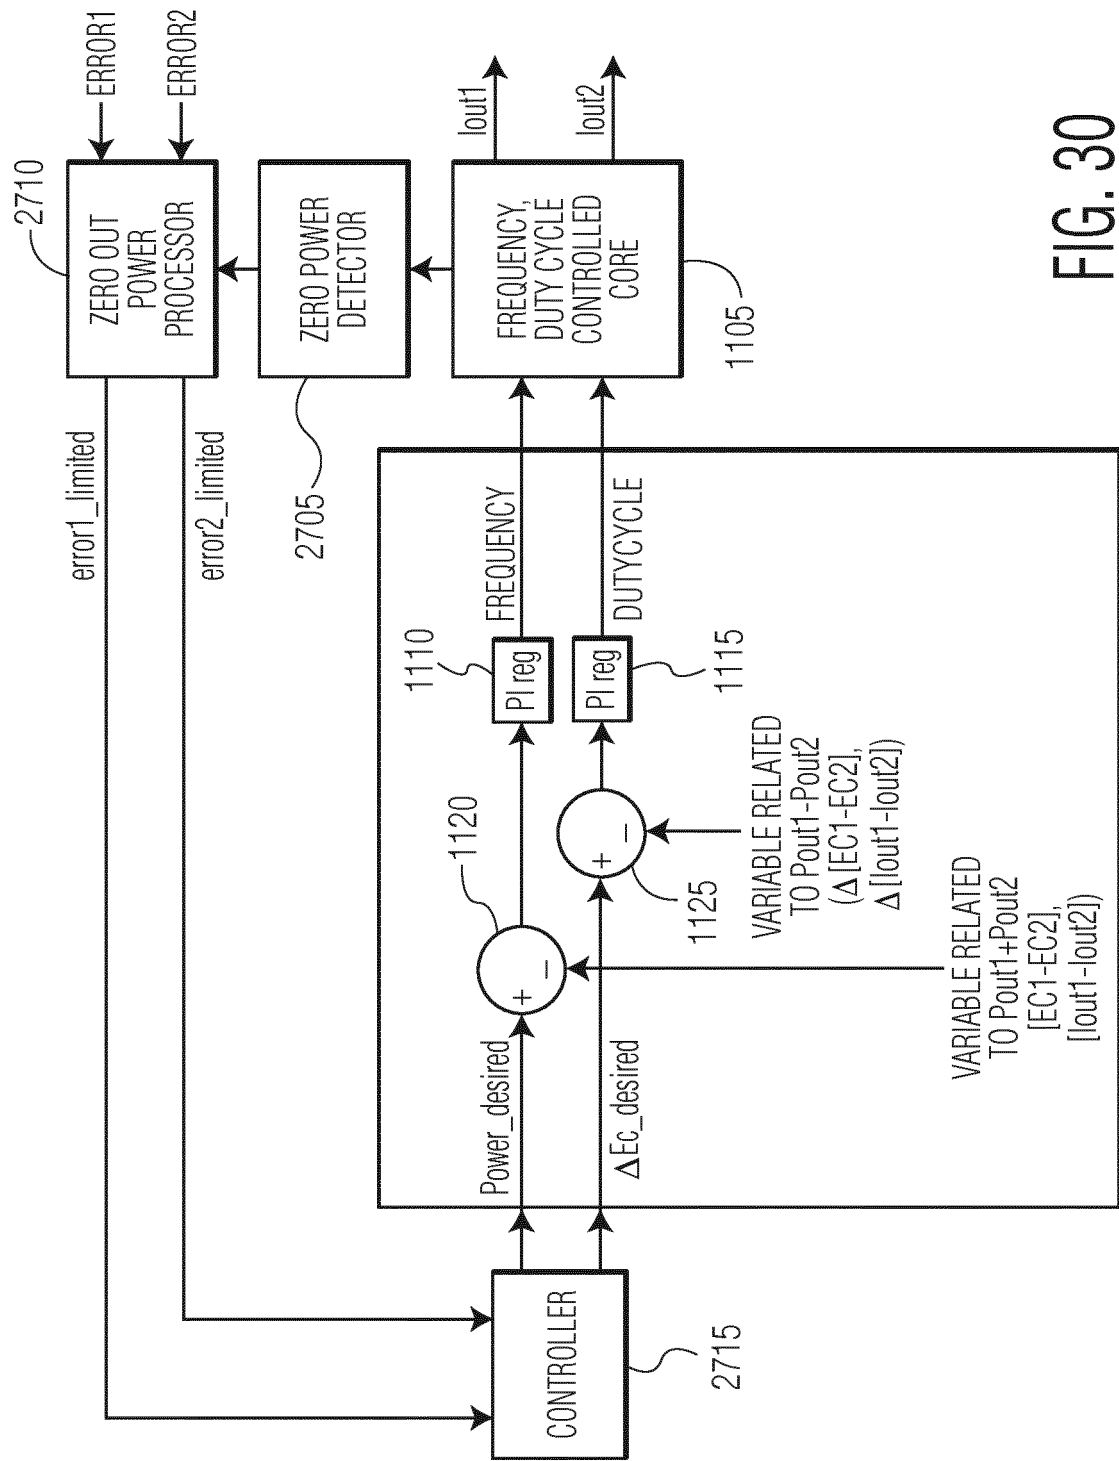 error1_limited
error2_limited
2710
ZERO OUT
POWER
PROCESSOR
ERROR1
ERROR2
2705
ZERO POWER
DETECTOR
CONTROLLER
2715
Power_desired
ΔEc_desired
+
−
1120
+
−
1125
1110
PI reg
PI reg
1115
FREQUENCY
DUTYCYCLE
FREQUENCY,
DUTY CYCLE
CONTROLLED
CORE
1105
Iout1
Iout2
VARIABLE RELATED
TO Pout1-Pout2
(Δ[EC1-EC2],
Δ[Iout1-Iout2])
VARIABLE RELATED
TO Pout1+Pout2
[EC1-EC2],
[Iout1-Iout2])
FIG. 30